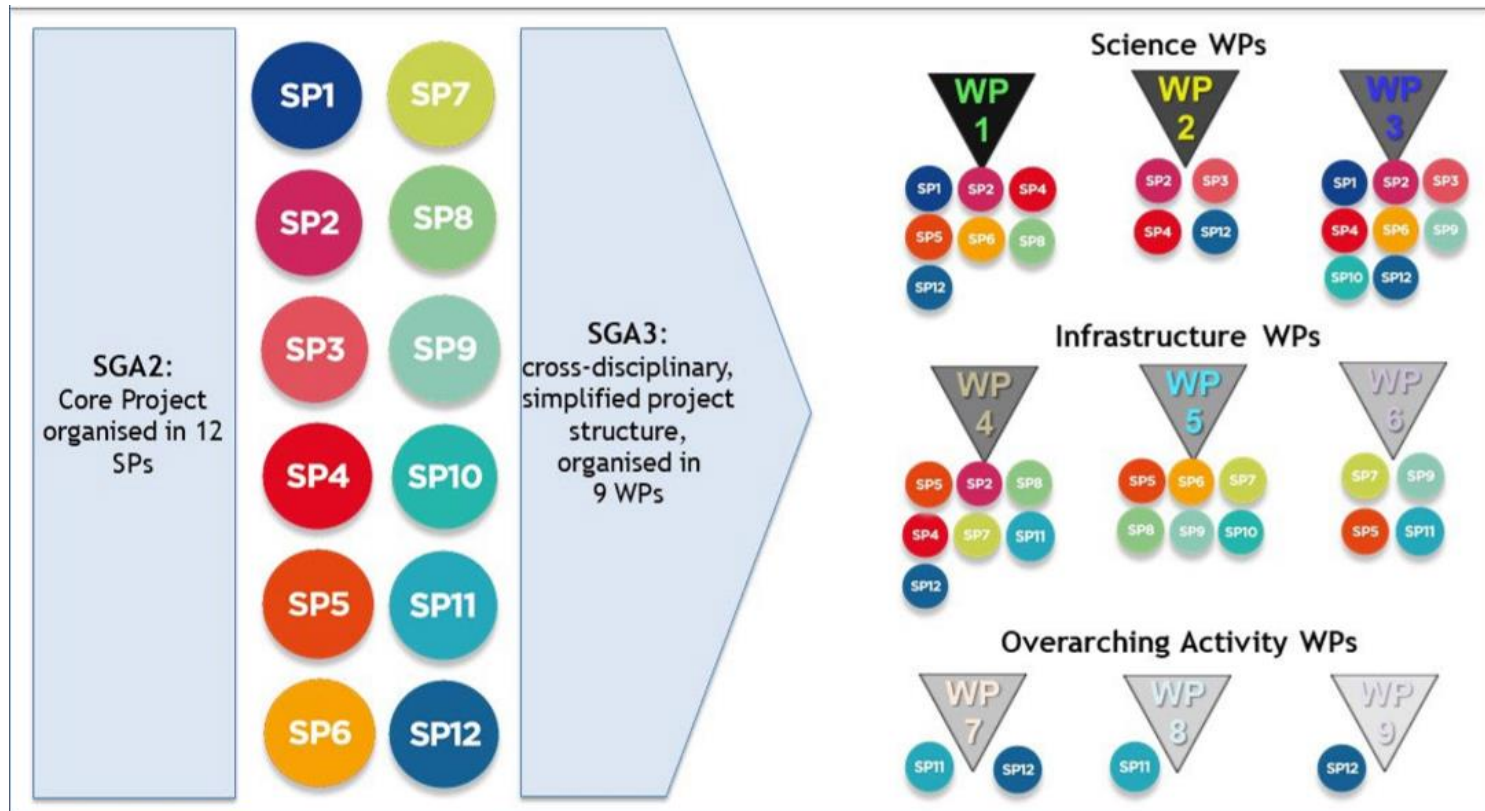 SGA2:
Core Project
organised in 12
SPs
SP1
SP7
SP2
SP8
SP3
SP9
SP4
SP10
SP5
SP11
SP6
SP12
SGA3:
cross-disciplinary,
simplified project
structure,
organised in
9 WPs
Science WPs
WP
1
SP1 SP2 SP4
SP5 SP6 SP8
SP12
WP
2
SP2 SP3
SP4 SP12
WP
3
SP1 SP2 SP3
SP4 SP6 SP9
SP10 SP12
Infrastructure WPs
WP
4
SP5 SP2 SP8
SP4 SP7 SP11
SP12
WP
5
SP5 SP6 SP7
SP8 SP9 SP10
WP
6
SP7 SP9
SP5 SP11
Overarching Activity WPs
WP
7
SP11 SP12
WP
8
SP11
WP
9
SP12